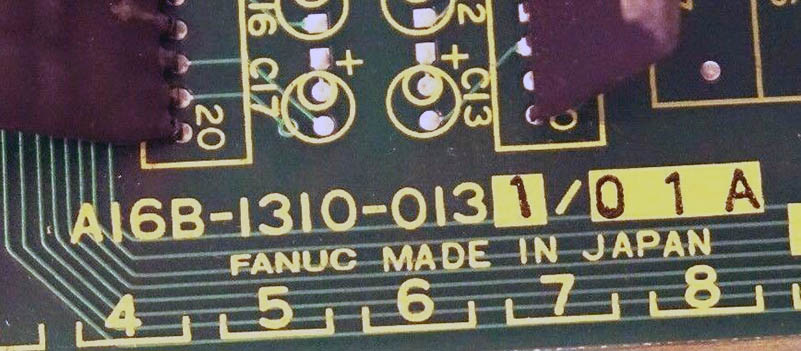 C17
C13
20
A16B-1310-0131/01A
FANUC MADE IN JAPAN
4 5 6 7 8